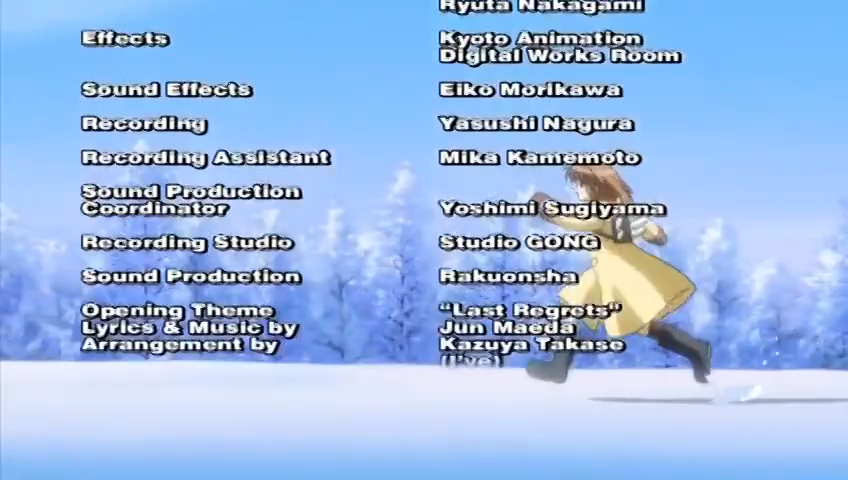 Ryuta Nakagami
Effects Kyoto Animation
Digital Works Room
Sound Effects Eiko Morikawa
Recording Yasushi Nagura
Recording Assistant Mika Kamemoto
Sound Production
Coordinator Yoshimi Sugiyama
Recording Studio Studio GONG
Sound Production Rakuonsha
Opening Theme "Last Regrets"
Lyrics & Music by Jun Maeda
Arrangement by Kazuya Takase
(I've)